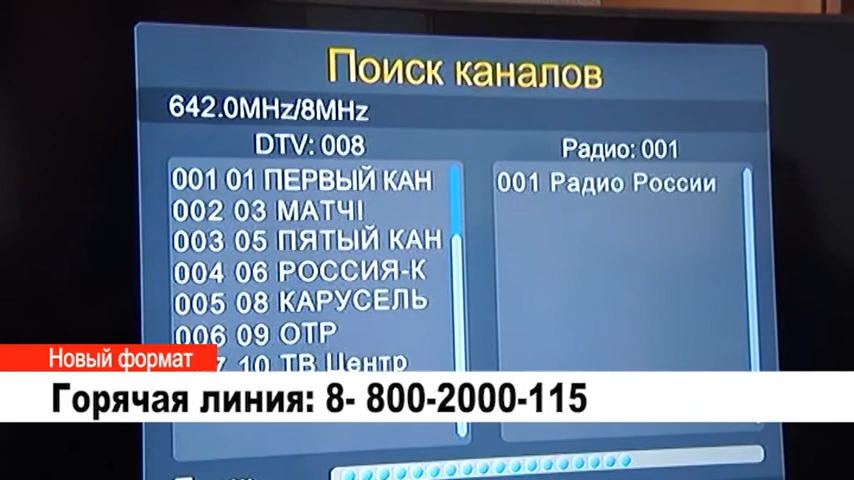 Поиск каналов
642.0MHz/8MHz
DTV: 008
Радио: 001
001 01 ПЕРВЫЙ КАН
002 03 МАТЧ!
003 05 ПЯТЫЙ КАН
004 06 РОССИЯ-К
005 08 КАРУСЕЛЬ
006 09 ОТР
7 10 ТВ Центр
001 Радио России
Новый формат
Горячая линия: 8- 800-2000-115